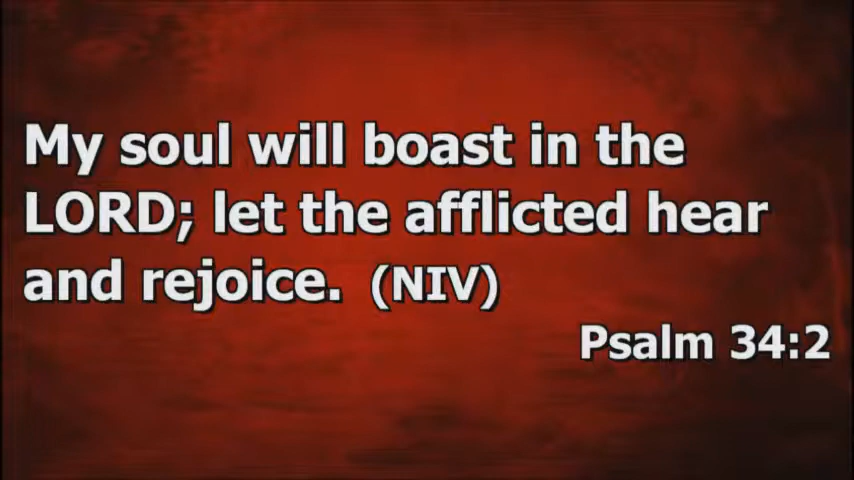 My soul will boast in the
LORD; let the afflicted hear
and rejoice. (NIV)
Psalm 34:2